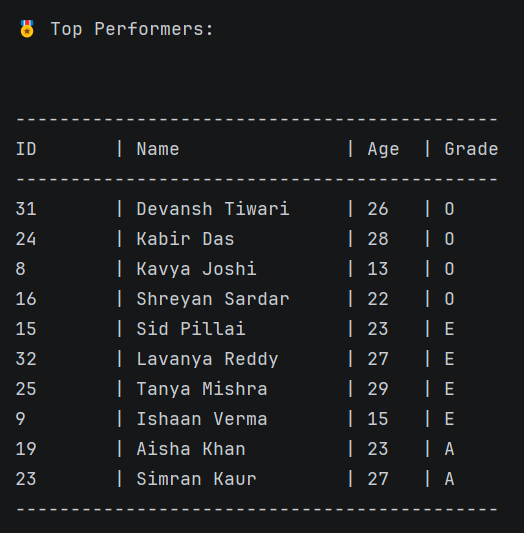 🏅 Top Performers:
--------------------------------------------
ID       | Name               | Age  | Grade
--------------------------------------------
31       | Devansh Tiwari     | 26   | O
24       | Kabir Das          | 28   | O
8        | Kavya Joshi        | 13   | O
16       | Shreyan Sardar     | 22   | O
15       | Sid Pillai         | 23   | E
32       | Lavanya Reddy      | 27   | E
25       | Tanya Mishra       | 29   | E
9        | Ishaan Verma       | 15   | E
19       | Aisha Khan         | 23   | A
23       | Simran Kaur        | 27   | A
--------------------------------------------